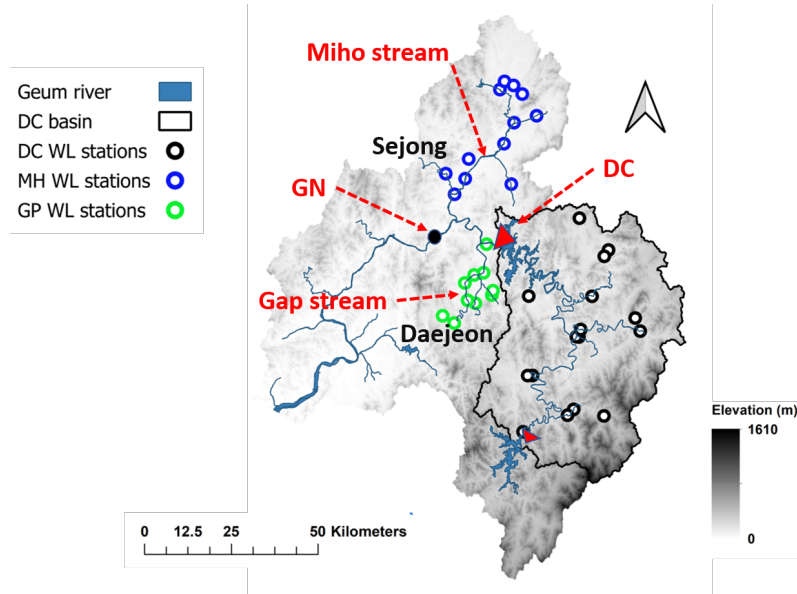 Miho stream
Geum river
DC basin
DC WL stations
MH WL stations
GP WL stations
Sejong
GN
DC
Gap stream
Daejeon
Elevation (m)
1610
0
0 12.5 25 50 Kilometers